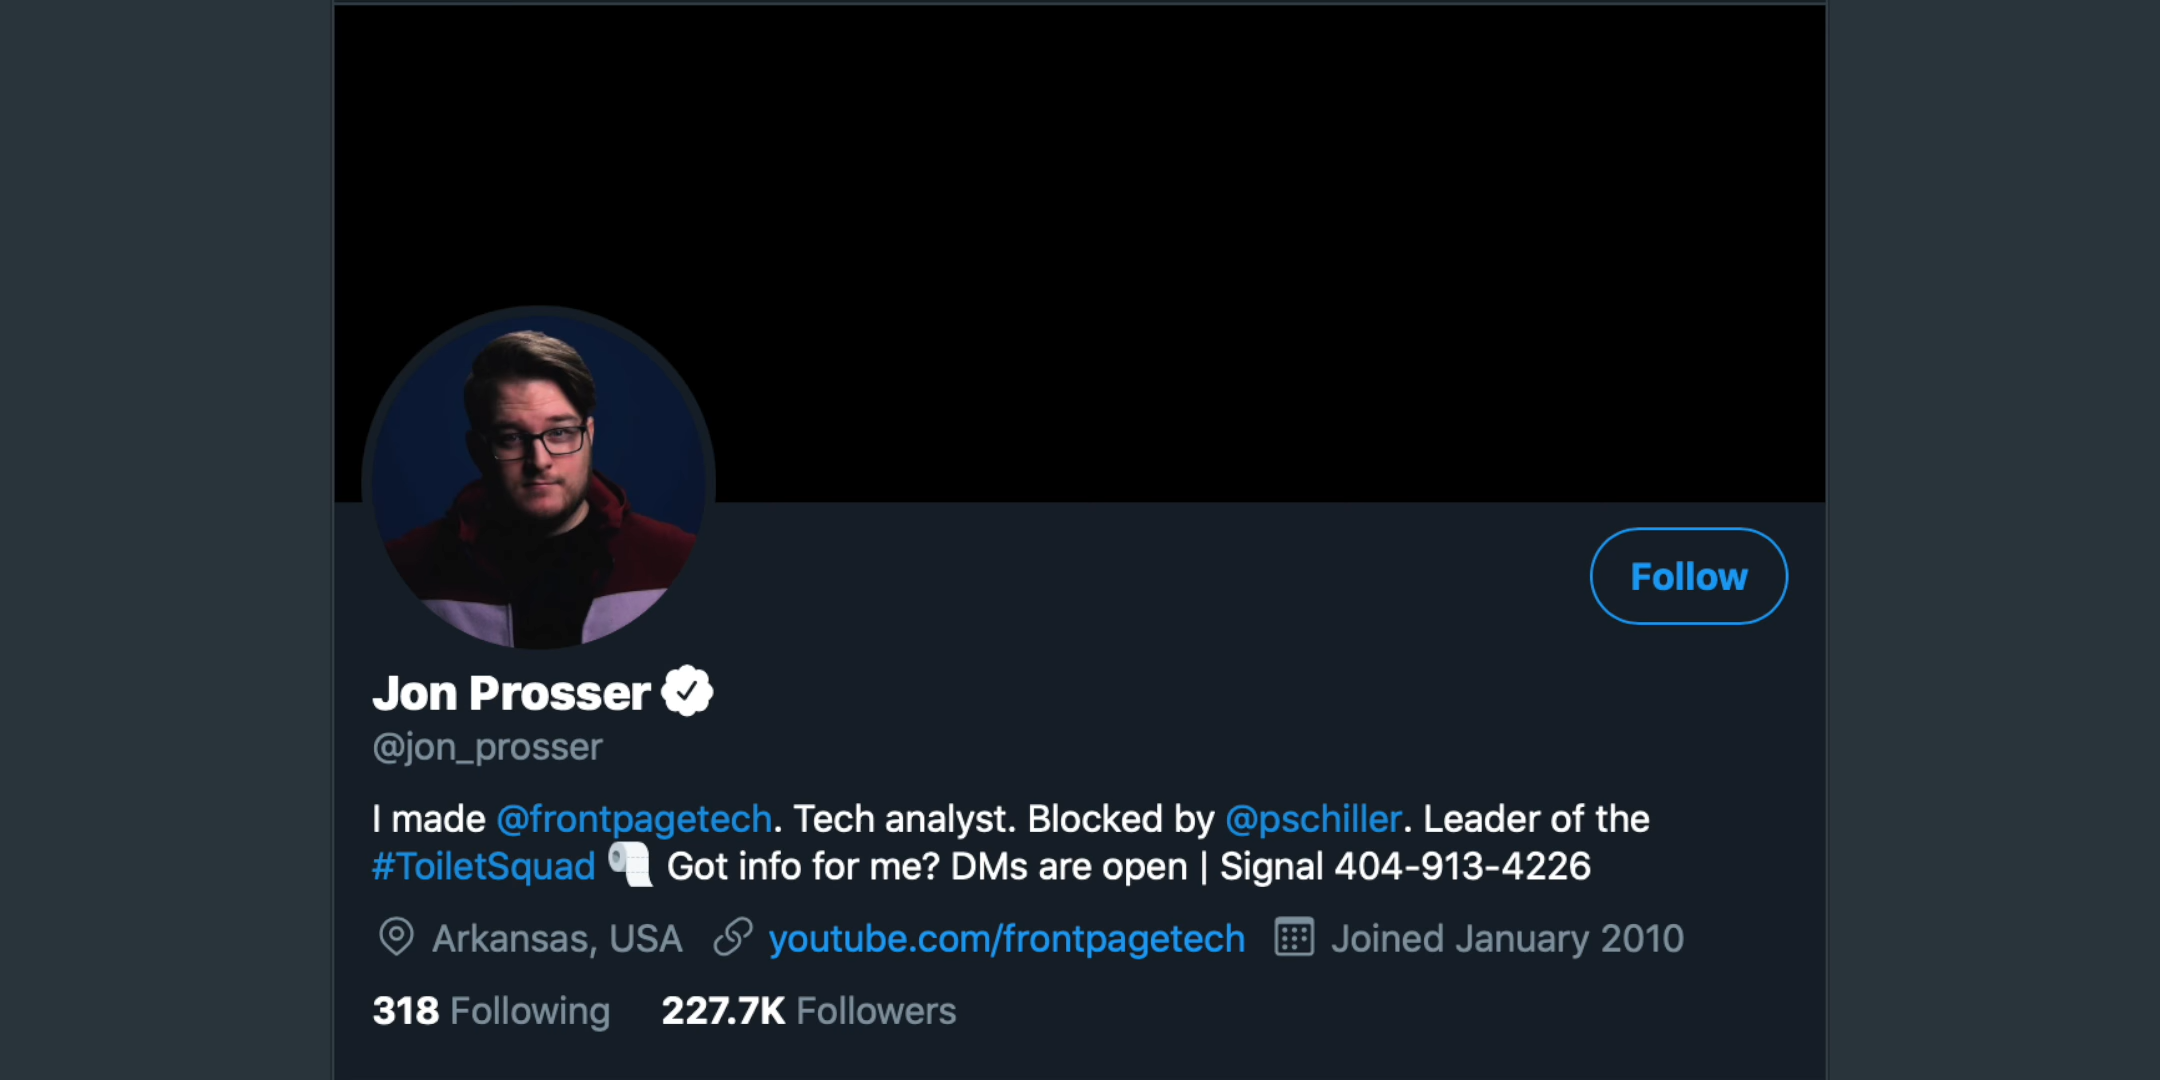 Follow
Jon Prosser
@jon_prosser
I made @frontpagetech. Tech analyst. Blocked by @pschiller. Leader of the
#ToiletSquad 🧻 Got info for me? DMs are open | Signal 404-913-4226
Arkansas, USA youtube.com/frontpagetech Joined January 2010
318 Following 227.7K Followers